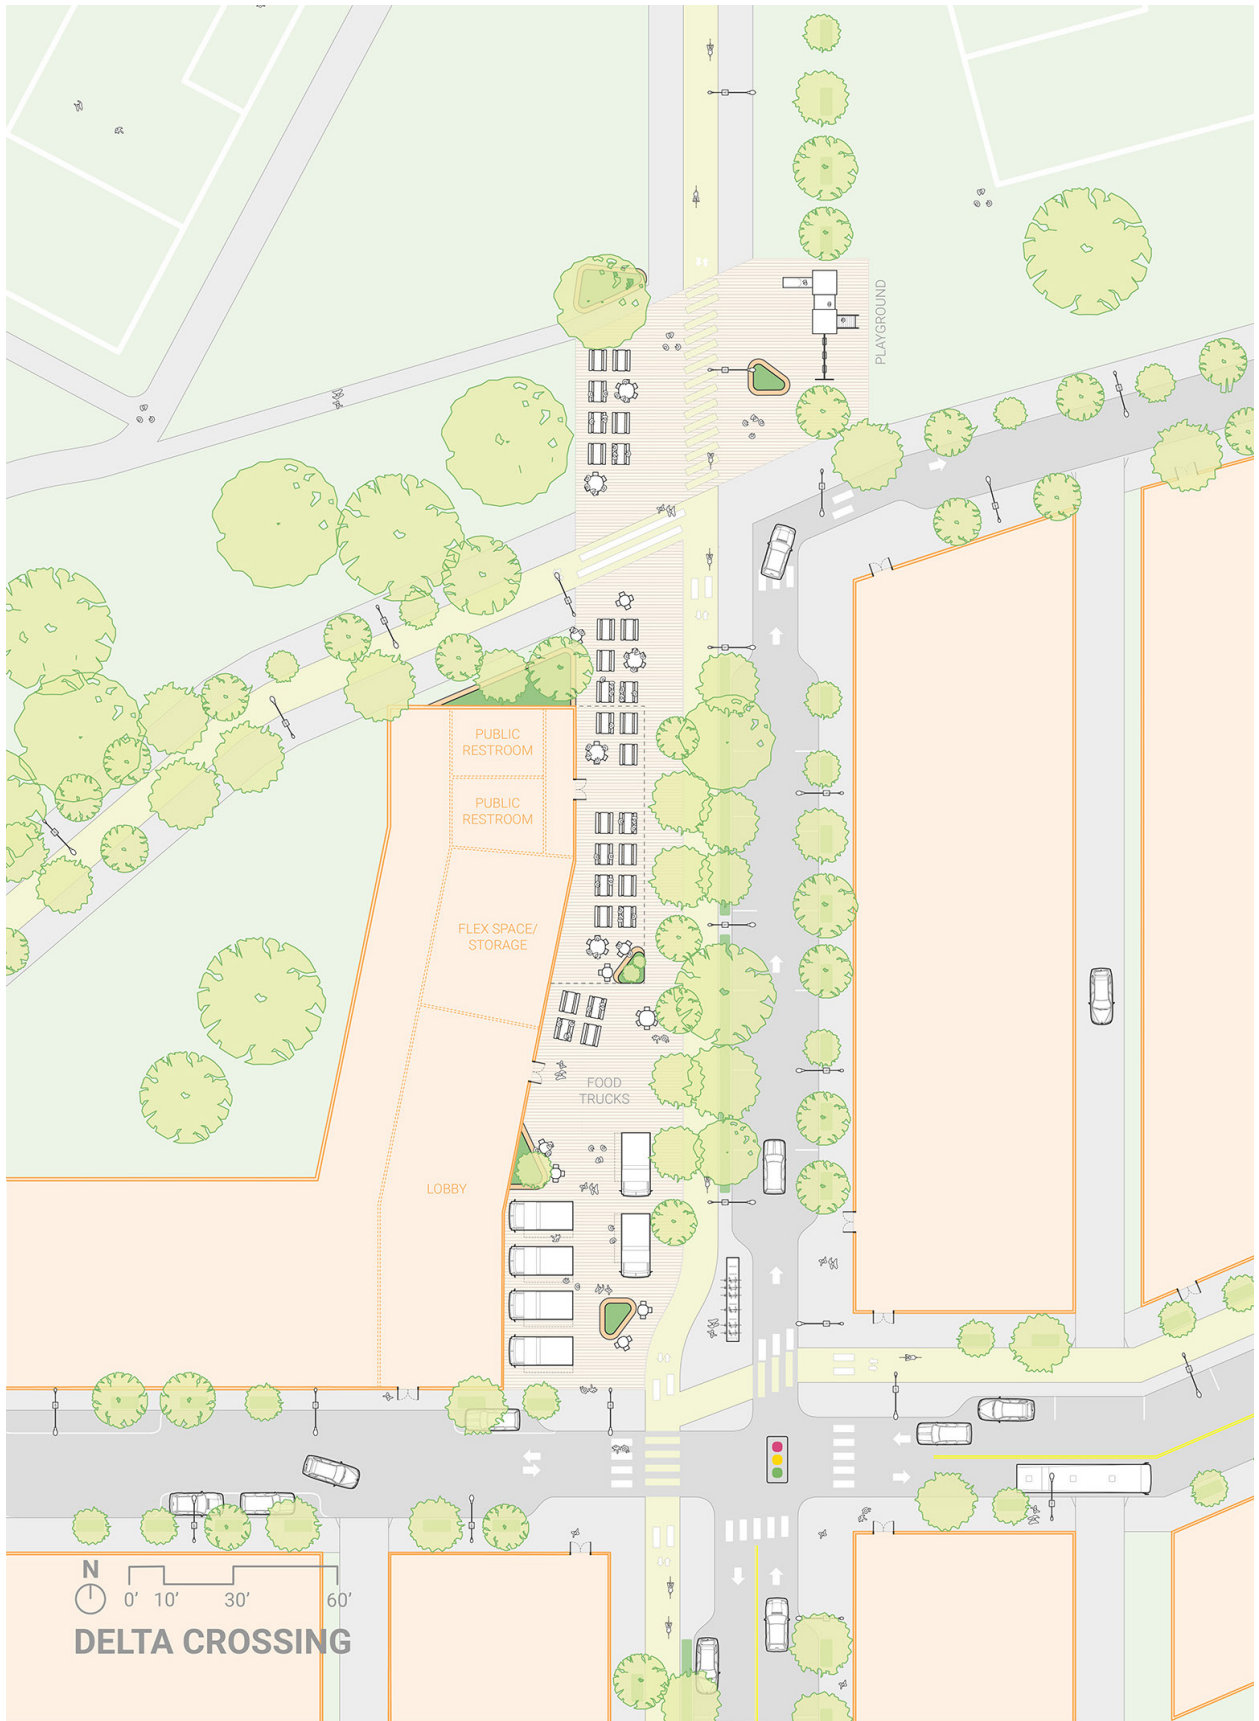 PLAYGROUND
PUBLIC
RESTROOM
PUBLIC
RESTROOM
FLEX SPACE/
STORAGE
FOOD
TRUCKS
LOBBY
N
0’ 10’ 30’ 60’
DELTA CROSSING